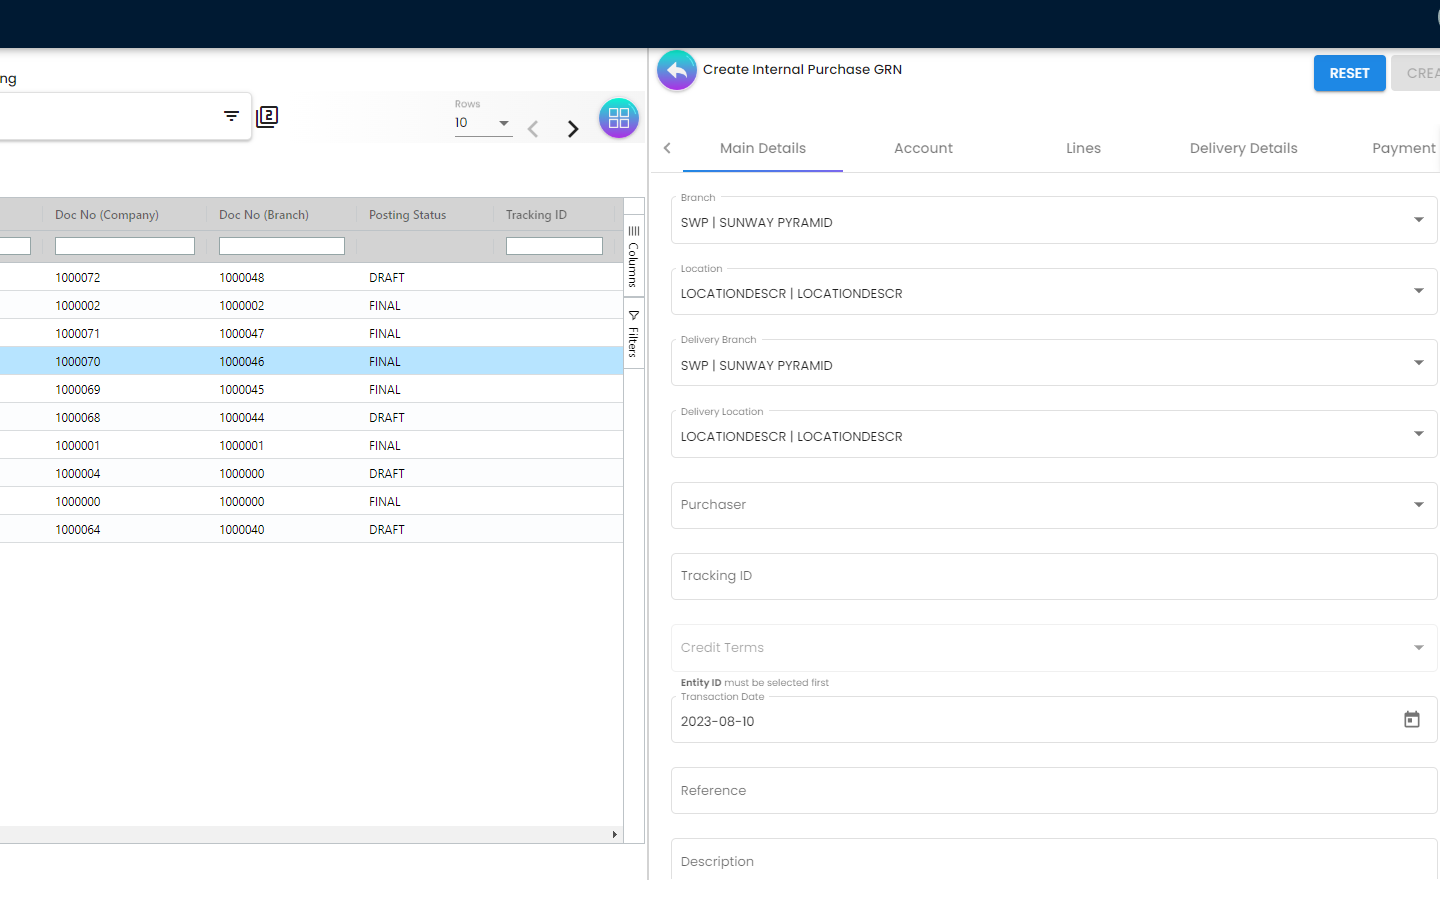 ng
2
Rows
10
Doc No (Company) Doc No (Branch) Posting Status Tracking ID
1000072 1000048 DRAFT
1000002 1000002 FINAL
1000071 1000047 FINAL
1000070 1000046 FINAL
1000069 1000045 FINAL
1000068 1000044 DRAFT
1000001 1000001 FINAL
1000004 1000000 DRAFT
1000000 1000000 FINAL
1000064 1000040 DRAFT
Columns
Filters
Create Internal Purchase GRN
RESET
CREA
Main Details Account Lines Delivery Details Payment
Branch
SWP | SUNWAY PYRAMID
Location
LOCATIONDESCR | LOCATIONDESCR
Delivery Branch
SWP | SUNWAY PYRAMID
Delivery Location
LOCATIONDESCR | LOCATIONDESCR
Purchaser
Tracking ID
Credit Terms
Entity ID must be selected first
Transaction Date
2023-08-10
Reference
Description